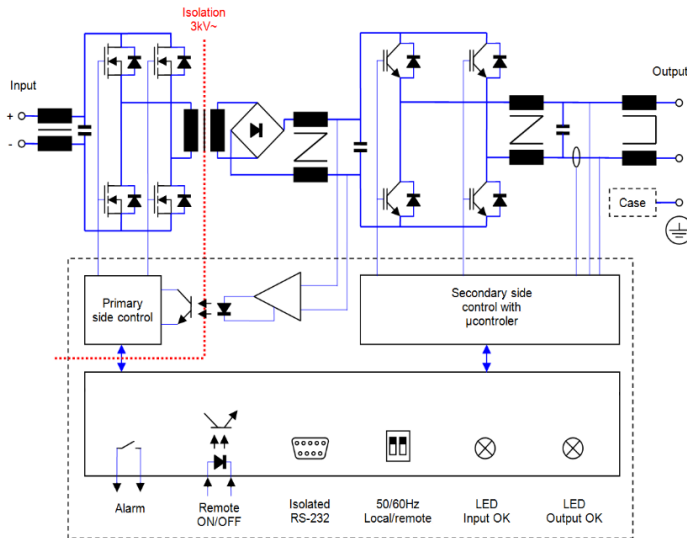 Isolation
3kV~
Input
Output
+
-
Case
Primary
side control
Secondary side
control with
µcontroler
Alarm
Remote
ON/OFF
Isolated
RS-232
50/60Hz
Local/remote
LED
Input OK
LED
Output OK